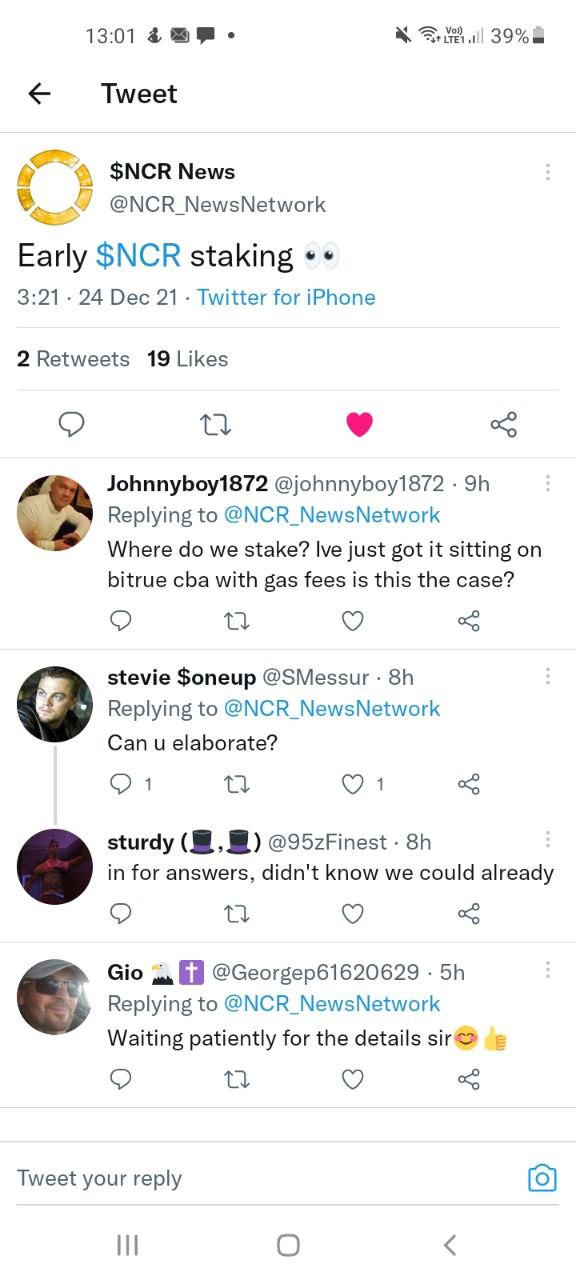 13:01 Vo)) LTE1 39%
Tweet
$NCR News
@NCR_NewsNetwork
Early $NCR staking 👀
3:21 · 24 Dec 21 · Twitter for iPhone
2 Retweets 19 Likes
Johnnyboy1872 @johnnyboy1872 · 9h
Replying to @NCR_NewsNetwork
Where do we stake? Ive just got it sitting on
bitrue cba with gas fees is this the case?
stevie $oneup @SMessur · 8h
Replying to @NCR_NewsNetwork
Can u elaborate?
1 1
sturdy (🎩,🎩) @95zFinest · 8h
in for answers, didn't know we could already
Gio 🦅✝️ @Georgep61620629 · 5h
Replying to @NCR_NewsNetwork
Waiting patiently for the details sir😊👍
Tweet your reply